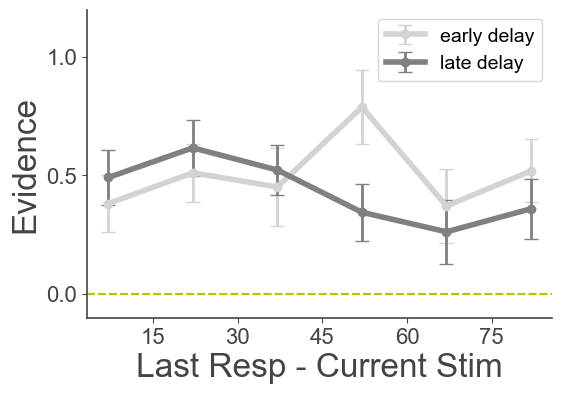 early delay
late delay
1.0
0.5
0.0
Evidence
15 30 45 60 75
Last Resp - Current Stim